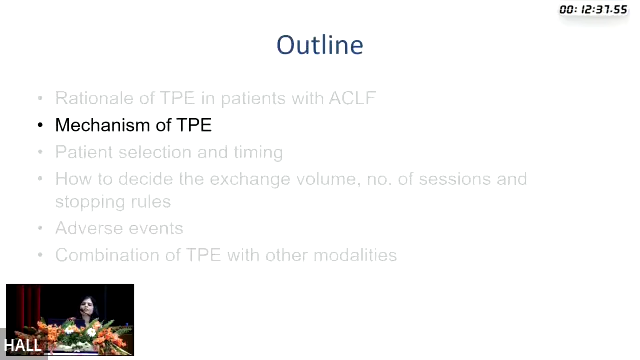 00:12:37.55
Outline
• Rationale of TPE in patients with ACLF
• Mechanism of TPE
• Patient selection and timing
• How to decide the exchange volume, no. of sessions and
stopping rules
• Adverse events
• Combination of TPE with other modalities
HALL